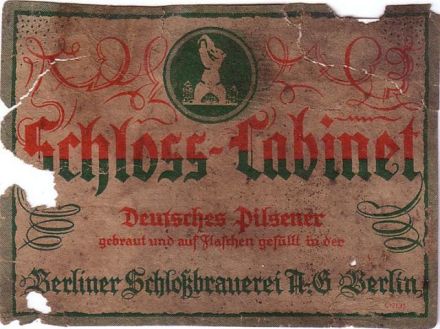 Schloss-Cabinet
Deutsches Pilsener
gebraut und auf Flaschen gefüllt in der
Berliner Schloßbrauerei A.G Berlin